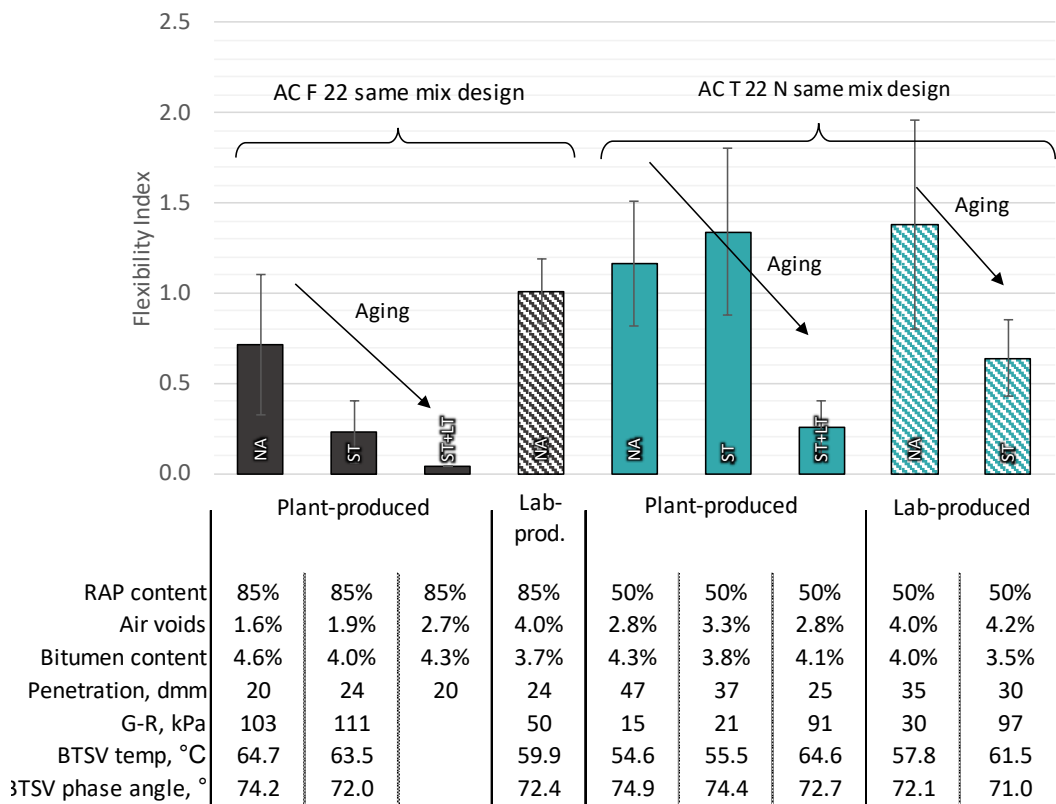 2.5
AC F 22 same mix design
AC T 22 N same mix design
2.0
Flexibility Index
1.5
Aging
Aging
1.0
Aging
0.5
0.0
NA
ST
ST+LT
NA
NA
ST
ST+LT
NA
ST
Plant-produced
Lab-
prod.
Plant-produced
Lab-produced
RAP content 85% 85% 85% 85% 50% 50% 50% 50% 50%
Air voids 1.6% 1.9% 2.7% 4.0% 2.8% 3.3% 2.8% 4.0% 4.2%
Bitumen content 4.6% 4.0% 4.3% 3.7% 4.3% 3.8% 4.1% 4.0% 3.5%
Penetration, dmm 20 24 20 24 47 37 25 35 30
G-R, kPa 103 111 50 15 21 91 30 97
BTSV temp, °C 64.7 63.5 59.9 54.6 55.5 64.6 57.8 61.5
BTSV phase angle, ° 74.2 72.0 72.4 74.9 74.4 72.7 72.1 71.0